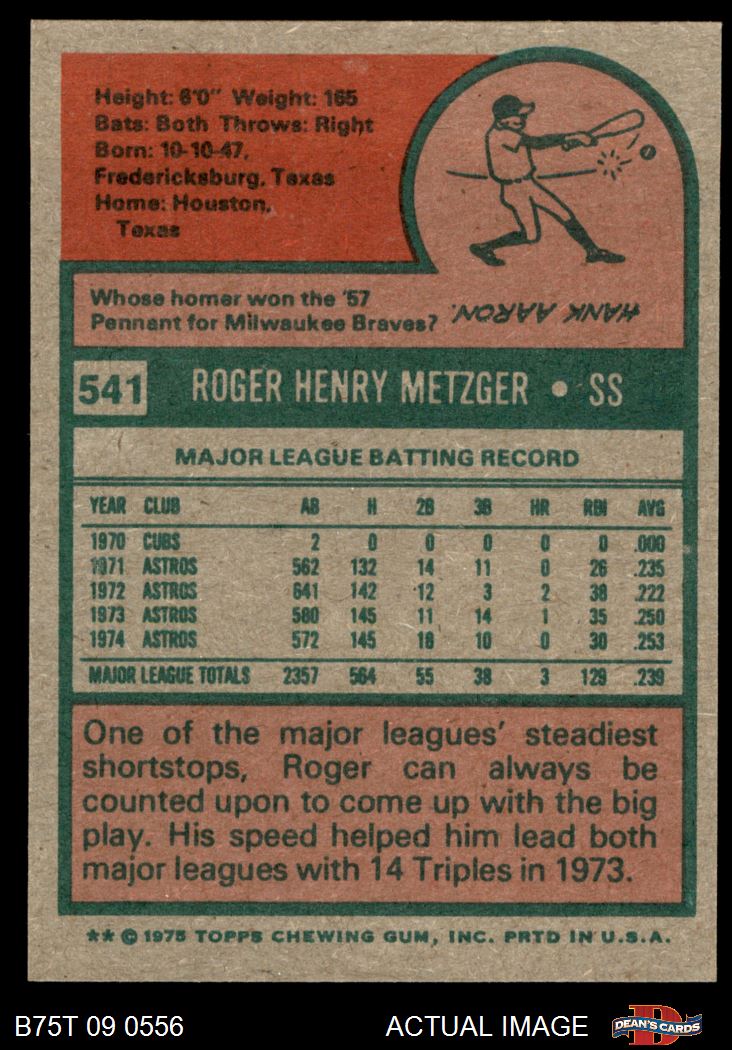 Height: 6'0" Weight: 165
Bats: Both Throws: Right
Born: 10-10-47,
Fredericksburg, Texas
Home: Houston,
Texas
Whose homer won the '57
Pennant for Milwaukee Braves?
HANK AARON.
541 ROGER HENRY METZGER • SS
MAJOR LEAGUE BATTING RECORD
YEAR CLUB AB H 2B 3B HR RBI AVG
1970 CUBS 2 0 0 0 0 0 .000
1971 ASTROS 562 132 14 11 0 26 .235
1972 ASTROS 641 142 12 3 2 38 .222
1973 ASTROS 580 145 11 14 1 35 .250
1974 ASTROS 572 145 18 10 0 30 .253
MAJOR LEAGUE TOTALS 2357 564 55 38 3 129 .239
One of the major leagues' steadiest
shortstops, Roger can always be
counted upon to come up with the big
play. His speed helped him lead both
major leagues with 14 Triples in 1973.
** © 1975 TOPPS CHEWING GUM, INC. PRTD IN U.S.A.
B75T 09 0556 ACTUAL IMAGE
D
DEAN'S CARDS